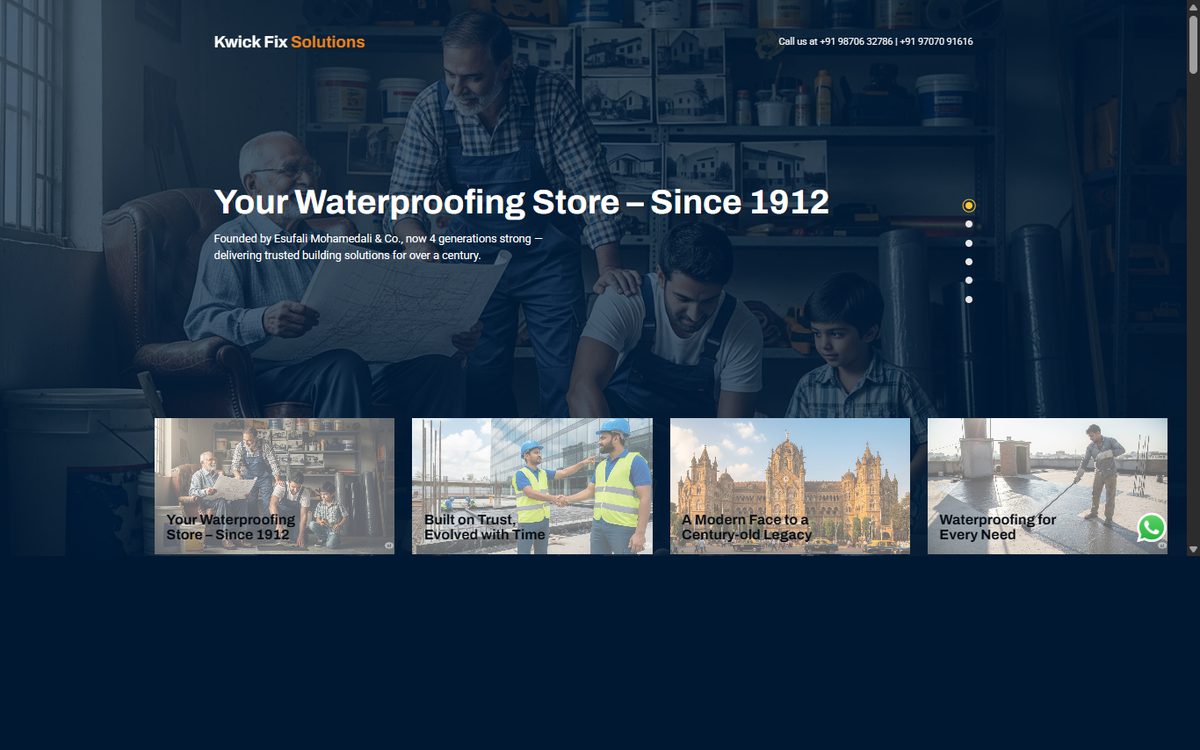 Kwick Fix Solutions
Call us at +91 98706 32786 | +91 97070 91616
Your Waterproofing Store – Since 1912
Founded by Esufali Mohamedali & Co., now 4 generations strong —
delivering trusted building solutions for over a century.
Your Waterproofing
Store – Since 1912
Built on Trust,
Evolved with Time
A Modern Face to a
Century-old Legacy
Waterproofing for
Every Need